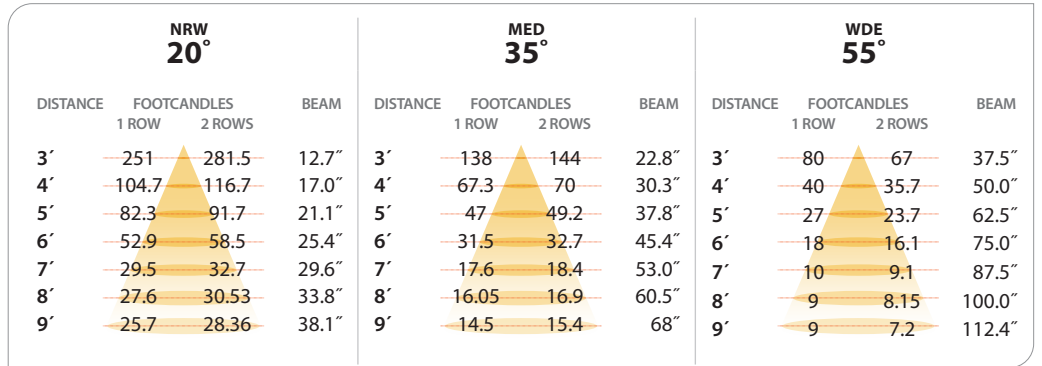 NRW
20°
DISTANCE FOOTCANDLES BEAM
1 ROW 2 ROWS
3´ 251 281.5 12.7˝
4´ 104.7 116.7 17.0˝
5´ 82.3 91.7 21.1˝
6´ 52.9 58.5 25.4˝
7´ 29.5 32.7 29.6˝
8´ 27.6 30.53 33.8˝
9´ 25.7 28.36 38.1˝
MED
35°
DISTANCE FOOTCANDLES BEAM
1 ROW 2 ROWS
3´ 138 144 22.8˝
4´ 67.3 70 30.3˝
5´ 47 49.2 37.8˝
6´ 31.5 32.7 45.4˝
7´ 17.6 18.4 53.0˝
8´ 16.05 16.9 60.5˝
9´ 14.5 15.4 68˝
WDE
55°
DISTANCE FOOTCANDLES BEAM
1 ROW 2 ROWS
3´ 80 67 37.5˝
4´ 40 35.7 50.0˝
5´ 27 23.7 62.5˝
6´ 18 16.1 75.0˝
7´ 10 9.1 87.5˝
8´ 9 8.15 100.0˝
9´ 9 7.2 112.4˝